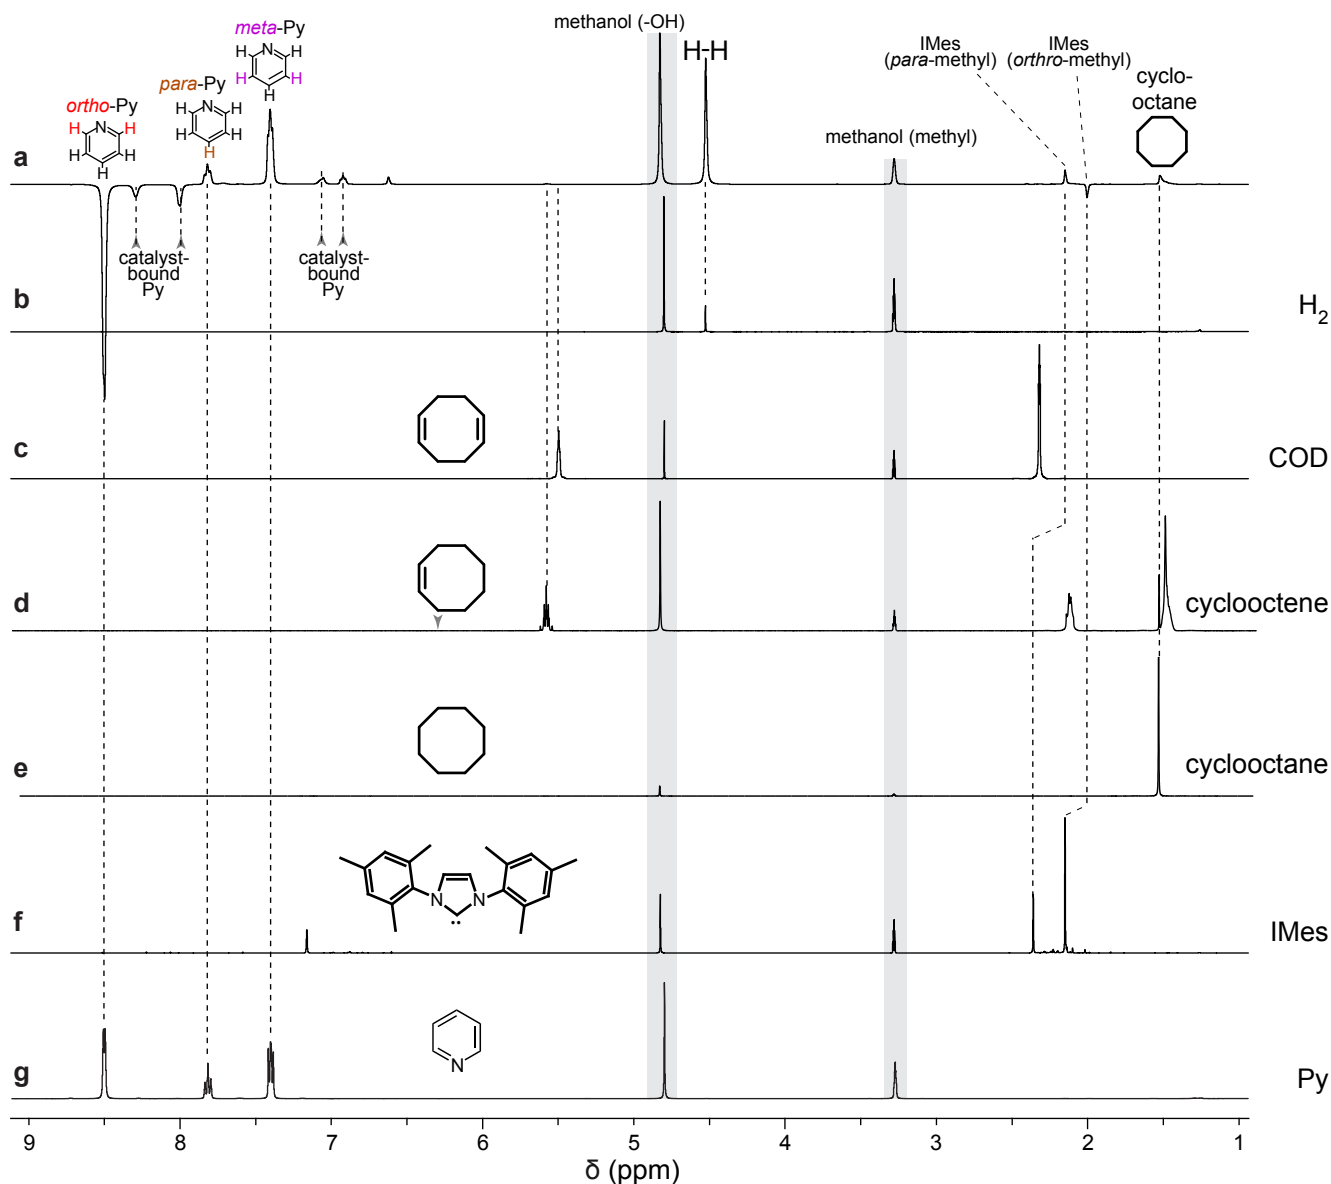 methanol (-OH)
meta-Py
H N H
H H
H
para-Py
H N H
H H
H
ortho-Py
H N H
H H
H
H-H
IMes
(para-methyl)
IMes
(orthro-methyl)
cyclo-
octane
methanol (methyl)
a
catalyst-
bound
Py
catalyst-
bound
Py
b
H2
c
COD
d
cyclooctene
e
cyclooctane
N N
··
f
IMes
N
g
Py
9 8 7 6 5 4 3 2 1
δ (ppm)